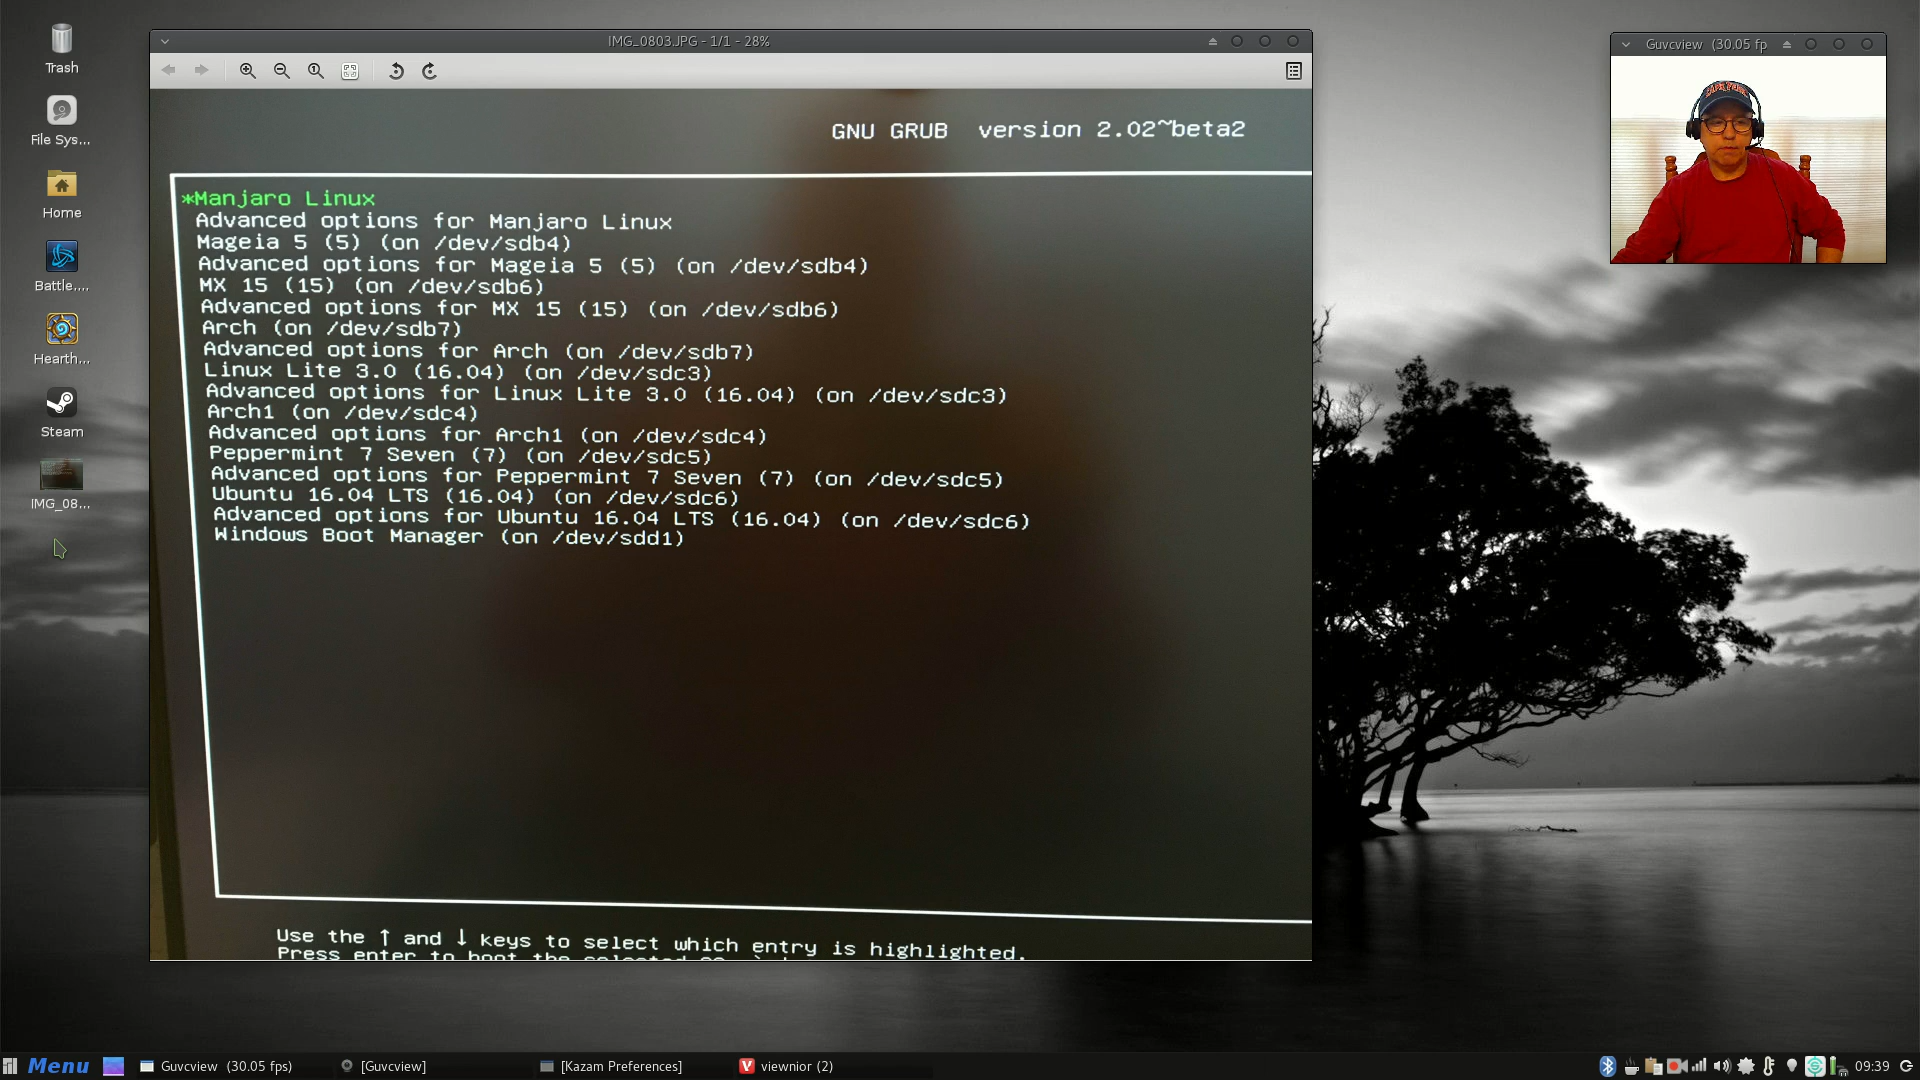 Trash
File Sys...
Home
Battle....
Hearth...
Steam
IMG_08...
IMG_0803.JPG - 1/1 - 28%
GNU GRUB version 2.02~beta2
*Manjaro Linux
Advanced options for Manjaro Linux
Mageia 5 (5) (on /dev/sdb4)
Advanced options for Mageia 5 (5) (on /dev/sdb4)
MX 15 (15) (on /dev/sdb6)
Advanced options for MX 15 (15) (on /dev/sdb6)
Arch (on /dev/sdb7)
Advanced options for Arch (on /dev/sdb7)
Linux Lite 3.0 (16.04) (on /dev/sdc3)
Advanced options for Linux Lite 3.0 (16.04) (on /dev/sdc3)
Arch1 (on /dev/sdc4)
Advanced options for Arch1 (on /dev/sdc4)
Peppermint 7 Seven (7) (on /dev/sdc5)
Advanced options for Peppermint 7 Seven (7) (on /dev/sdc5)
Ubuntu 16.04 LTS (16.04) (on /dev/sdc6)
Advanced options for Ubuntu 16.04 LTS (16.04) (on /dev/sdc6)
Windows Boot Manager (on /dev/sdd1)
Use the ↑ and ↓ keys to select which entry is highlighted.
Press enter to boot the selected
Guvcview (30.05 fp
Menu
Guvcview (30.05 fps)
[Guvcview]
[Kazam Preferences]
viewnior (2)
09:39